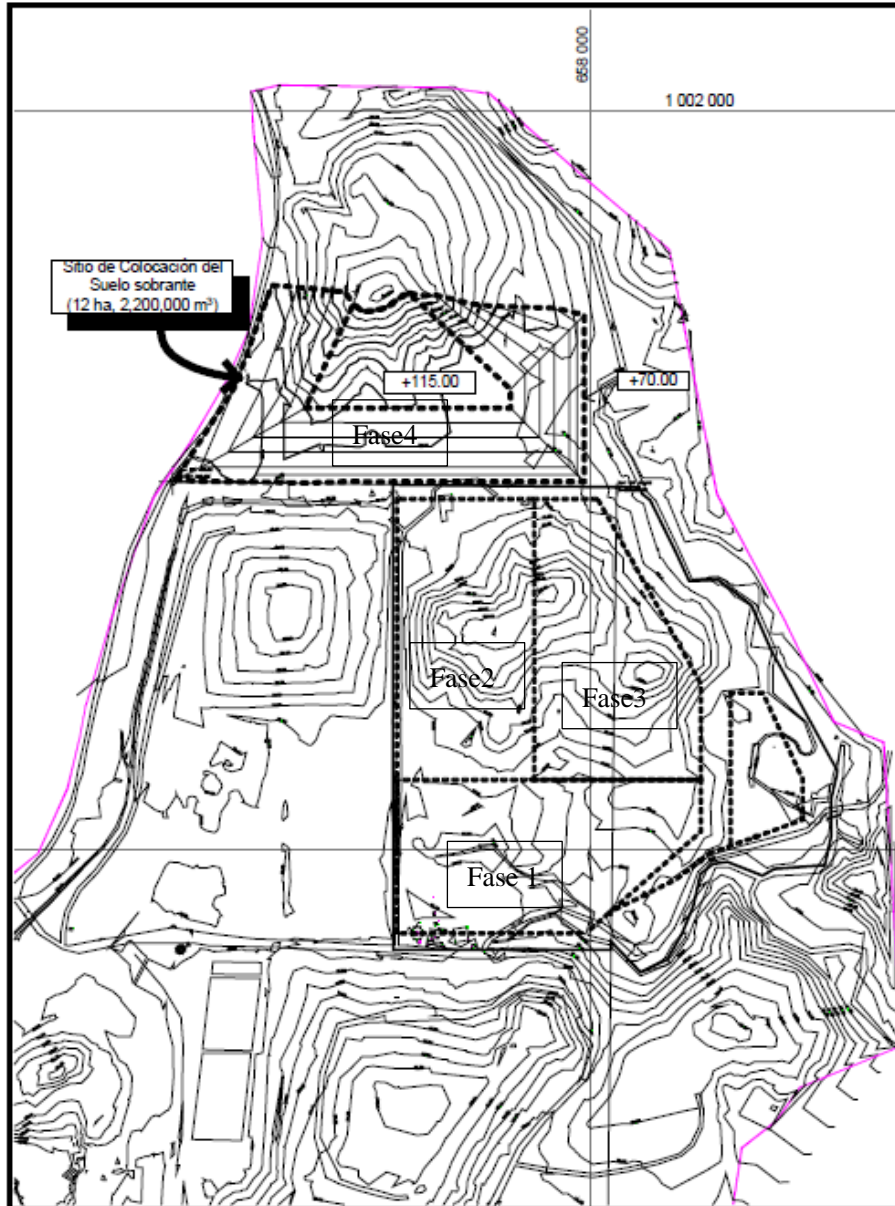 658 000
1 002 000
Sitio de Colocación del
Suelo sobrante
(12 ha, 2,200,000 m³)
+115.00
+70.00
Fase4
Fase2
Fase3
Fase 1